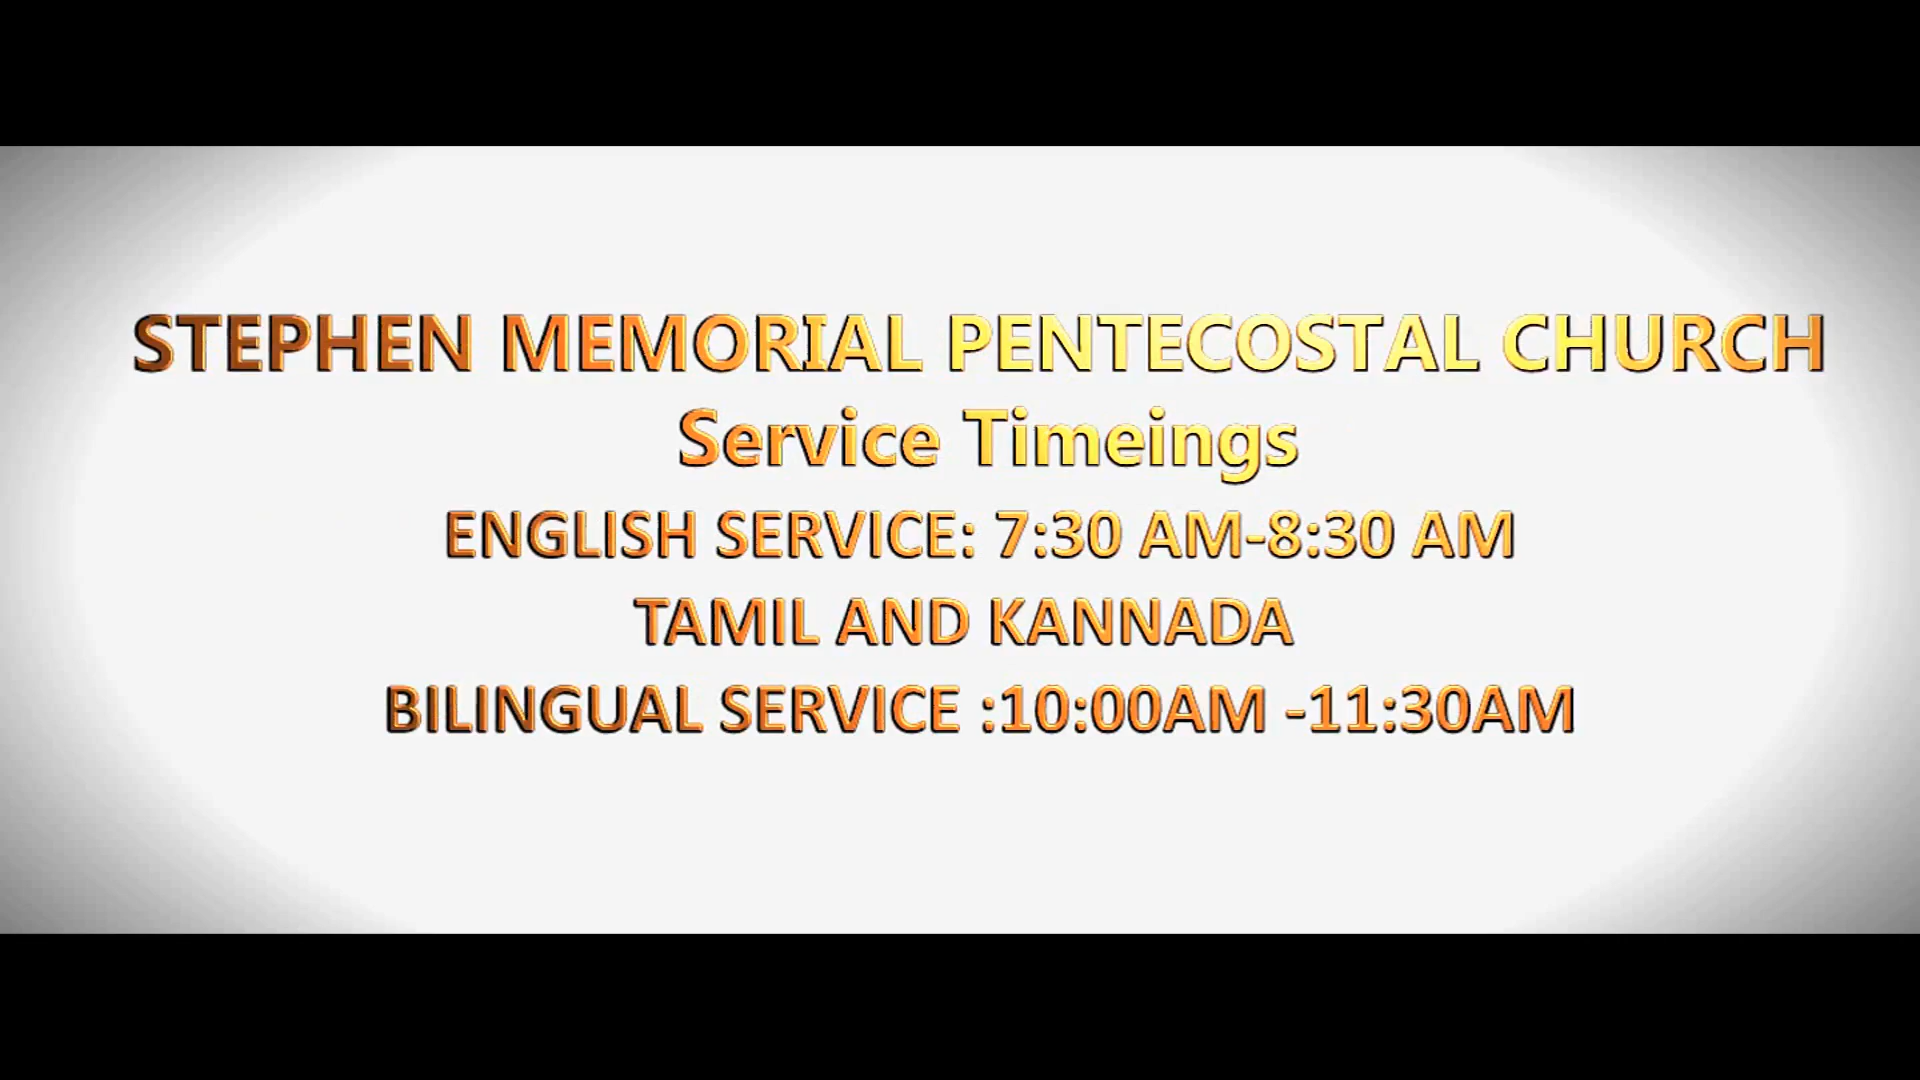 STEPHEN MEMORIAL PENTECOSTAL CHURCH
Service Timeings
ENGLISH SERVICE: 7:30 AM-8:30 AM
TAMIL AND KANNADA
BILINGUAL SERVICE :10:00AM -11:30AM